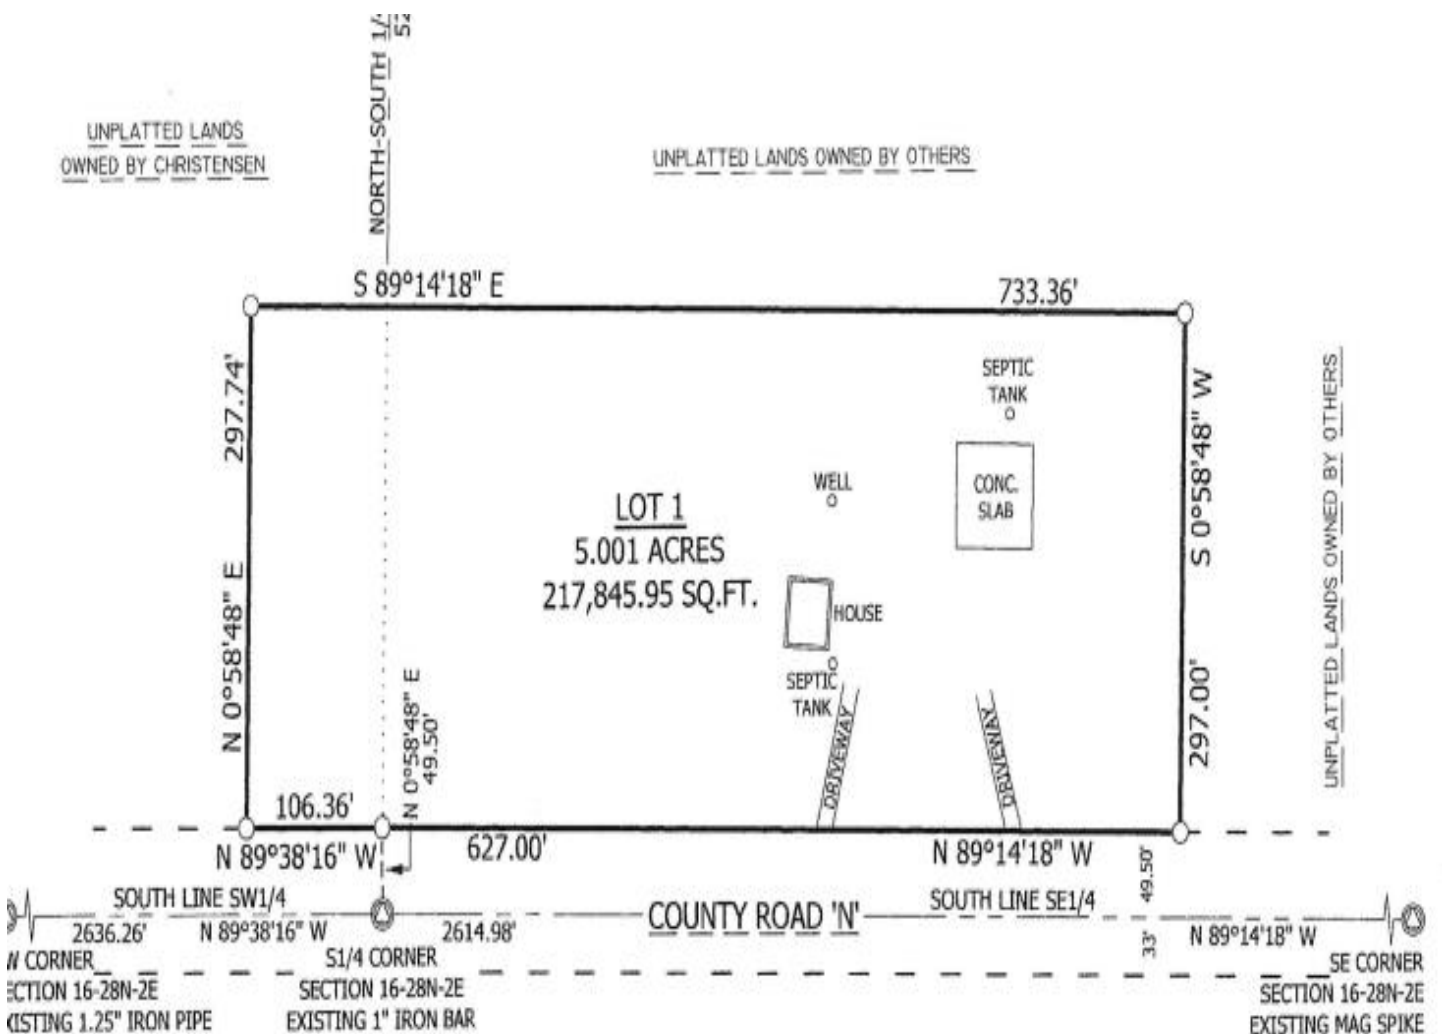 NORTH-SOUTH 1/4
UNPLATTED LANDS
OWNED BY CHRISTENSEN
UNPLATTED LANDS OWNED BY OTHERS
S 89°14'18" E
733.36'
297.74'
N 0°58'48" E
SEPTIC
TANK
S 0°58'48" W
297.00'
UNPLATTED LANDS OWNED BY OTHERS
WELL
CONC.
SLAB
LOT 1
5.001 ACRES
217,845.95 SQ.FT.
HOUSE
SEPTIC
TANK
DRIVEWAY
DRIVEWAY
N 0°58'48" E
49.50'
106.36'
N 89°38'16" W
627.00'
N 89°14'18" W
49.50'
SOUTH LINE SW1/4
COUNTY ROAD 'N'
SOUTH LINE SE1/4
2636.26'
N 89°38'16" W
2614.98'
33'
N 89°14'18" W
W CORNER
ECTION 16-28N-2E
XISTING 1.25" IRON PIPE
S1/4 CORNER
SECTION 16-28N-2E
EXISTING 1" IRON BAR
SE CORNER
SECTION 16-28N-2E
EXISTING MAG SPIKE